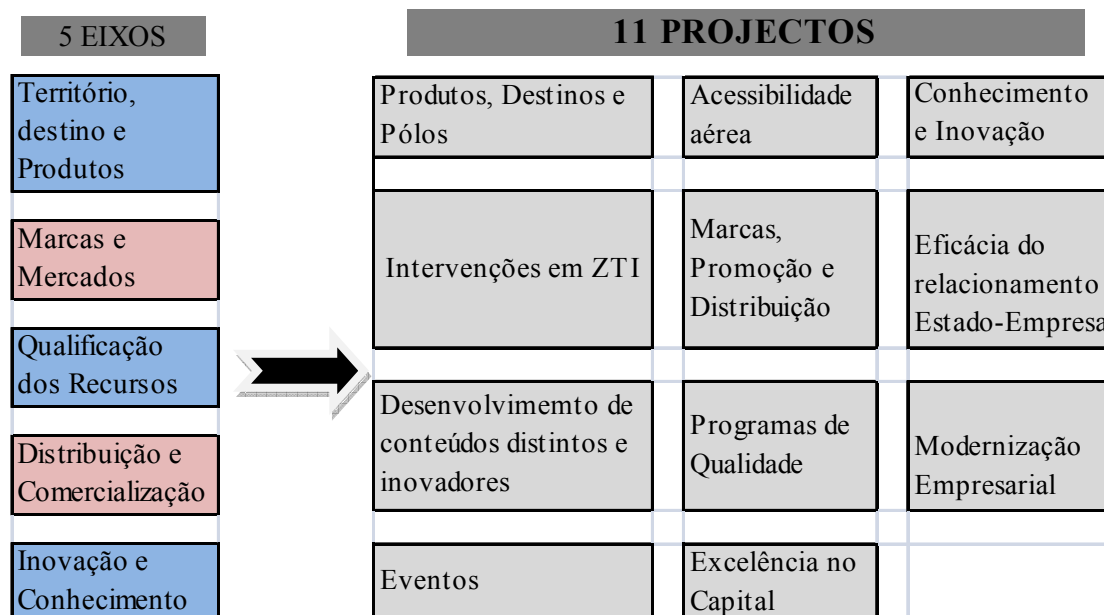 5 EIXOS
Território,
destino e
Produtos
Marcas e
Mercados
Qualificação
dos Recursos
Distribuição e
Comercialização
Inovação e
Conhecimento
11 PROJECTOS
Produtos, Destinos e
Pólos
Acessibilidade
aérea
Conhecimento
e Inovação
Intervenções em ZTI
Marcas,
Promoção e
Distribuição
Eficácia do
relacionamento
Estado-Empresa
Desenvolvimemto de
conteúdos distintos e
inovadores
Programas de
Qualidade
Modernização
Empresarial
Eventos
Excelência no
Capital